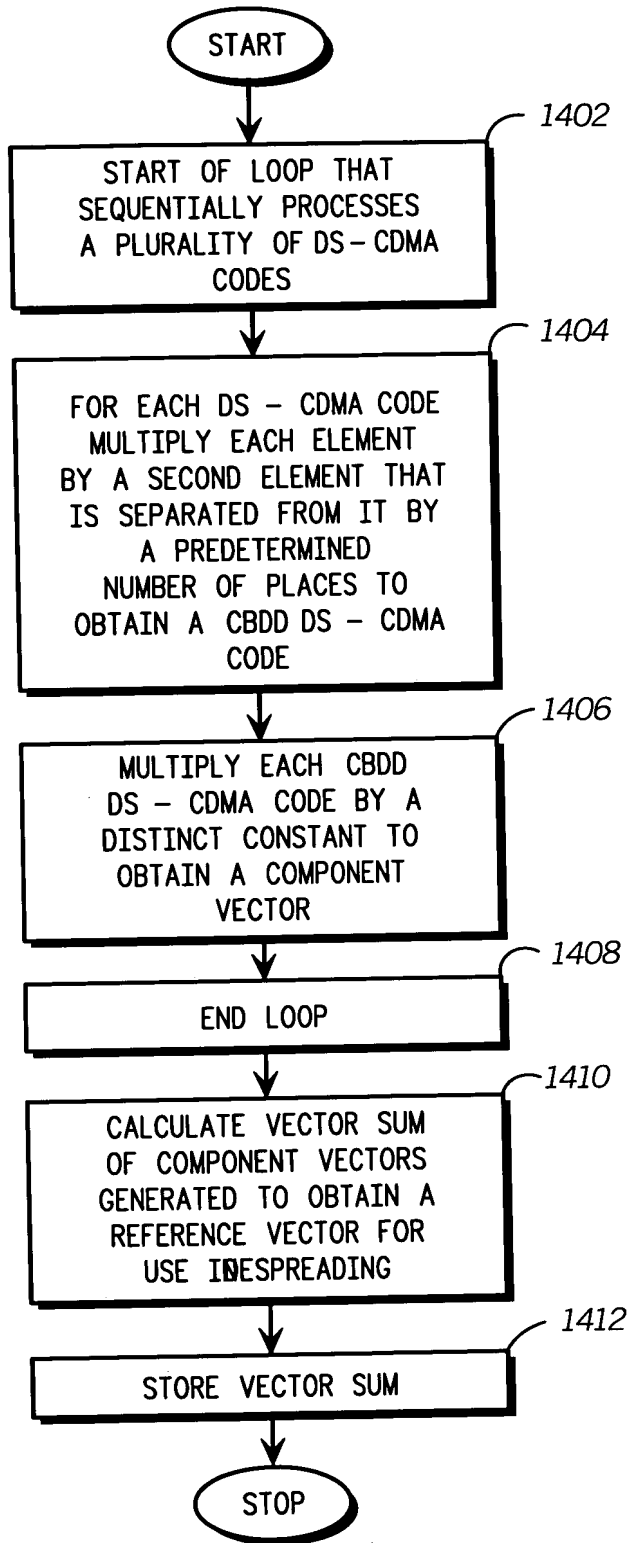 START
1402
START OF LOOP THAT
SEQUENTIALLY PROCESSES
A PLURALITY OF DS - CDMA
CODES
1404
FOR EACH DS - CDMA CODE
MULTIPLY EACH ELEMENT
BY A SECOND ELEMENT THAT
IS SEPARATED FROM IT BY
A PREDETERMINED
NUMBER OF PLACES TO
OBTAIN A CBDD DS - CDMA
CODE.
1406
MULTIPLY EACH CBDD
DS - CDMA CODE BY A
DISTINCT CONSTANT TO
OBTAIN A COMPONENT
VECTOR
1408
END LOOP
1410
CALCULATE VECTOR SUM
OF COMPONENT VECTORS
GENERATED TO OBTAIN A
REFERENCE VECTOR FOR
USE IN DESPREADING
1412
STORE VECTOR SUM
STOP